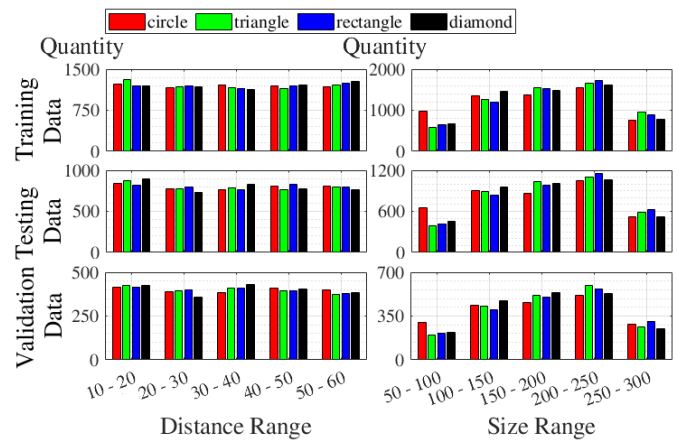 circle triangle rectangle diamond
Quantity Quantity
Training Data
1500
750
0
2000
1000
0
Testing Data
1000
500
0
1200
600
0
Validation Data
500
250
0
700
350
0
10 - 20 20 - 30 30 - 40 40 - 50 50 - 60
50 - 100 100 - 150 150 - 200 200 - 250 250 - 300
Distance Range Size Range